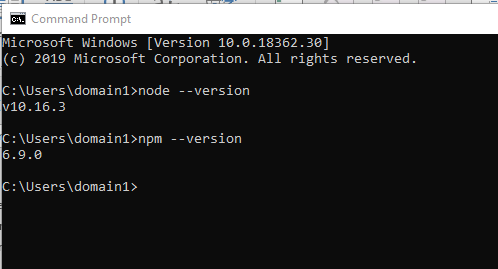 Command Prompt
Microsoft Windows [Version 10.0.18362.30]
(c) 2019 Microsoft Corporation. All rights reserved.
C:\Users\domain1>node --version
v10.16.3
C:\Users\domain1>npm --version
6.9.0
C:\Users\domain1>